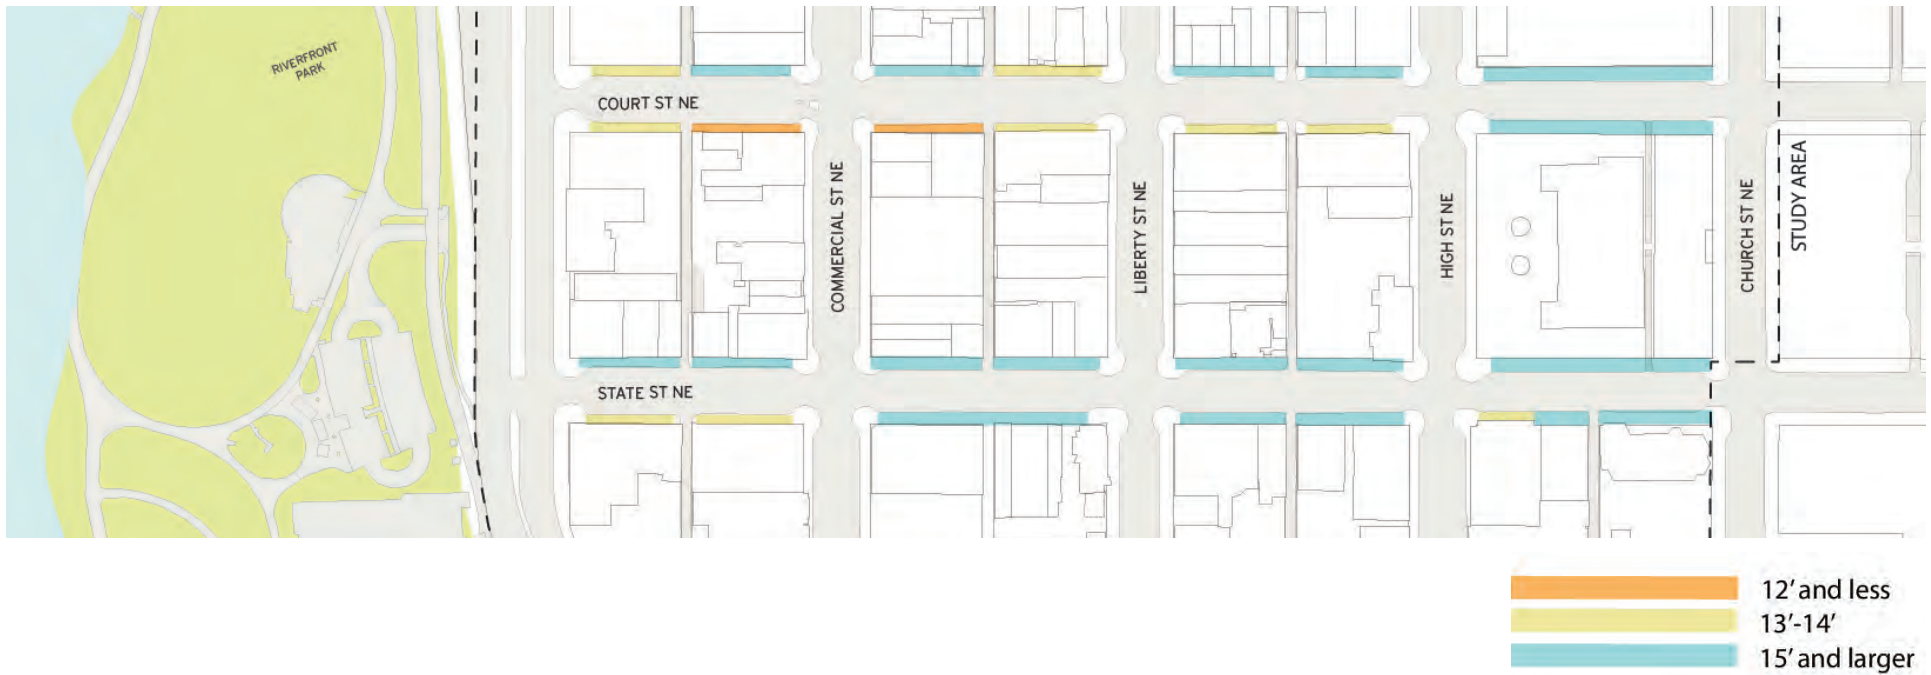 RIVERFRONT
PARK
COURT ST NE
COMMERCIAL ST NE
LIBERTY ST NE
HIGH ST NE
CHURCH ST NE
STUDY AREA
STATE ST NE
12' and less
13'-14'
15' and larger